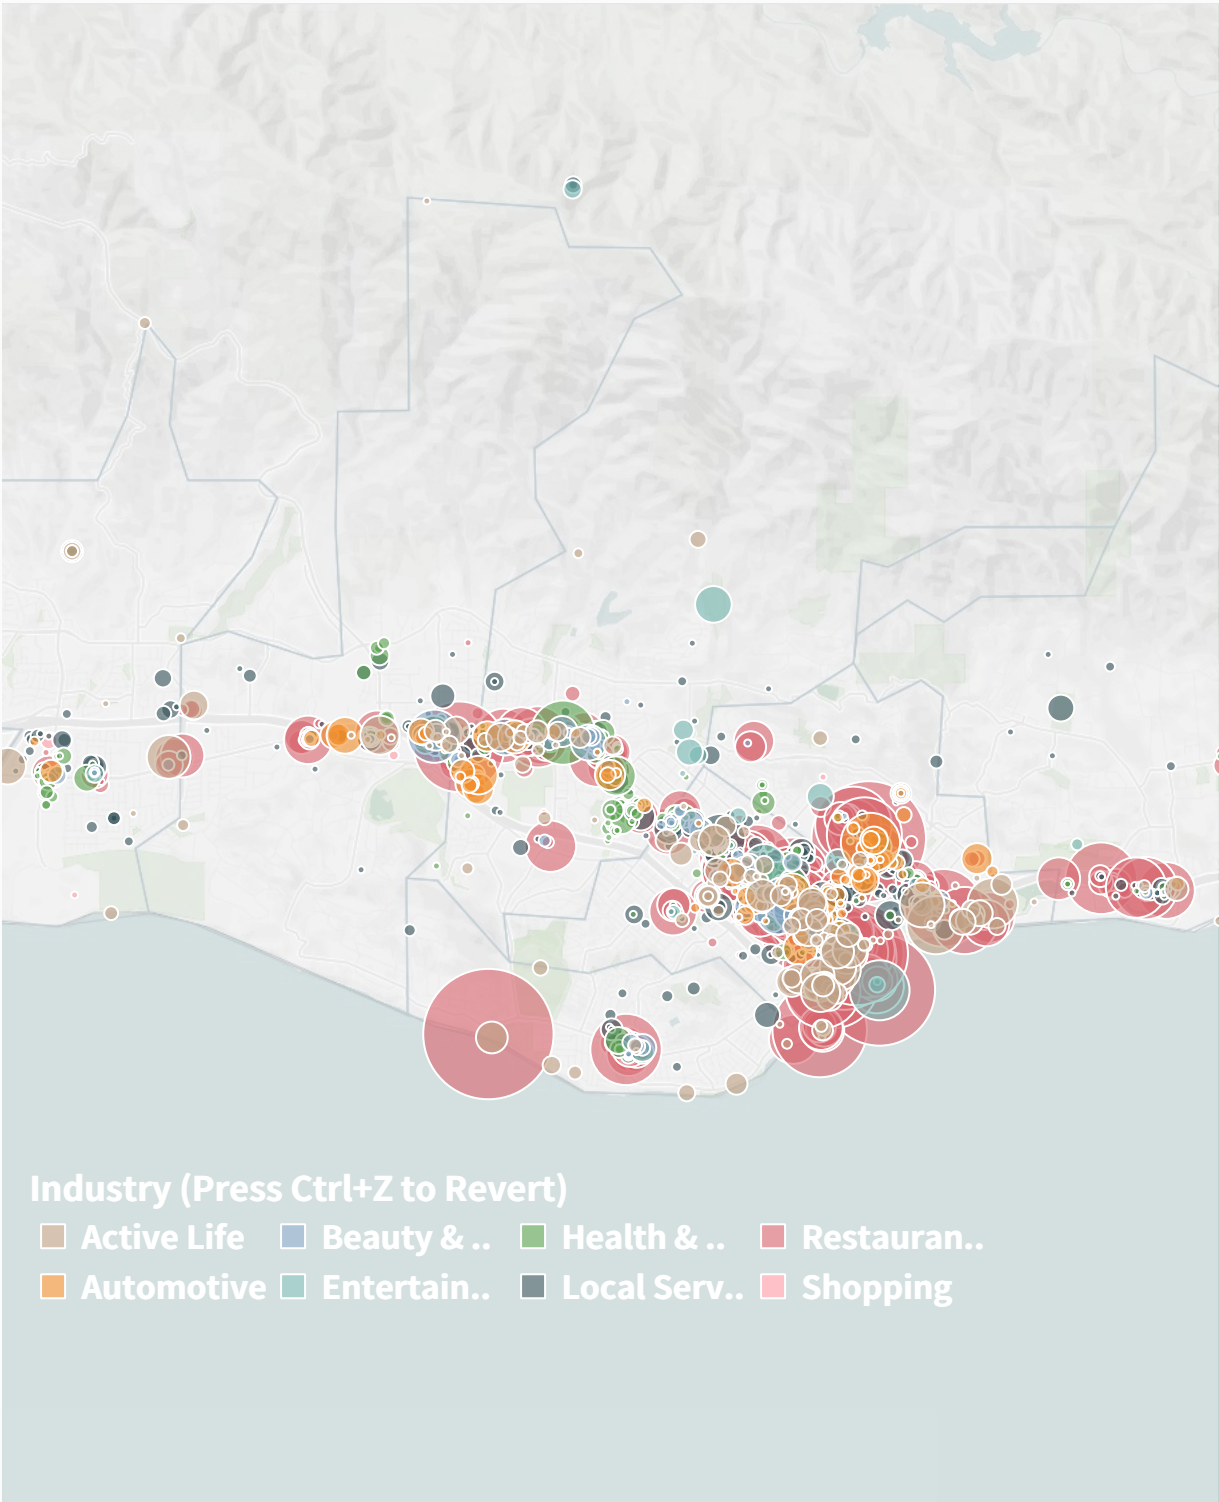 Industry (Press Ctrl+Z to Revert)
Active Life Beauty & .. Health & .. Restauran..
Automotive Entertain.. Local Serv.. Shopping